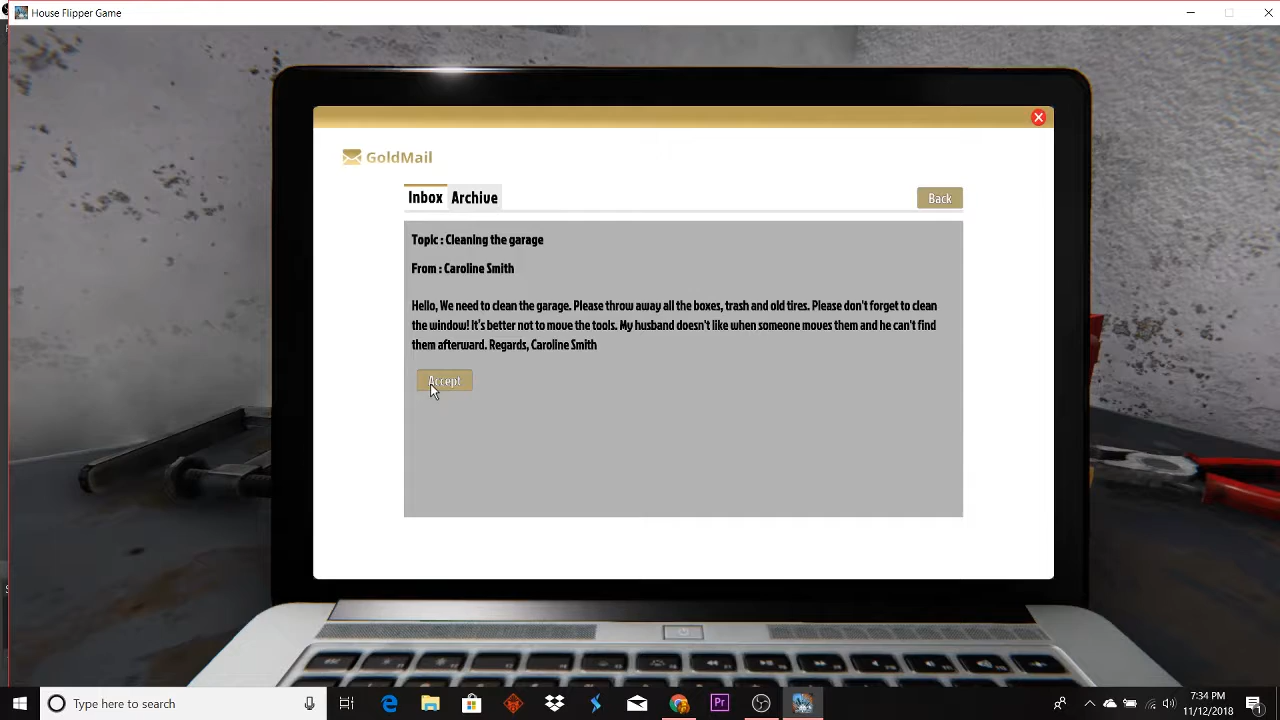 House Flipper Game
GoldMail
Inbox Archive
Back
Topic : Cleaning the garage
From : Caroline Smith
Hello, We need to clean the garage. Please throw away all the boxes, trash and old tires. Please don't forget to clean
the window! It's better not to move the tools. My husband doesn't like when someone moves them and he can't find
them afterward. Regards, Caroline Smith
Accept
Type here to search
Pr
7:34 PM
11/12/2018